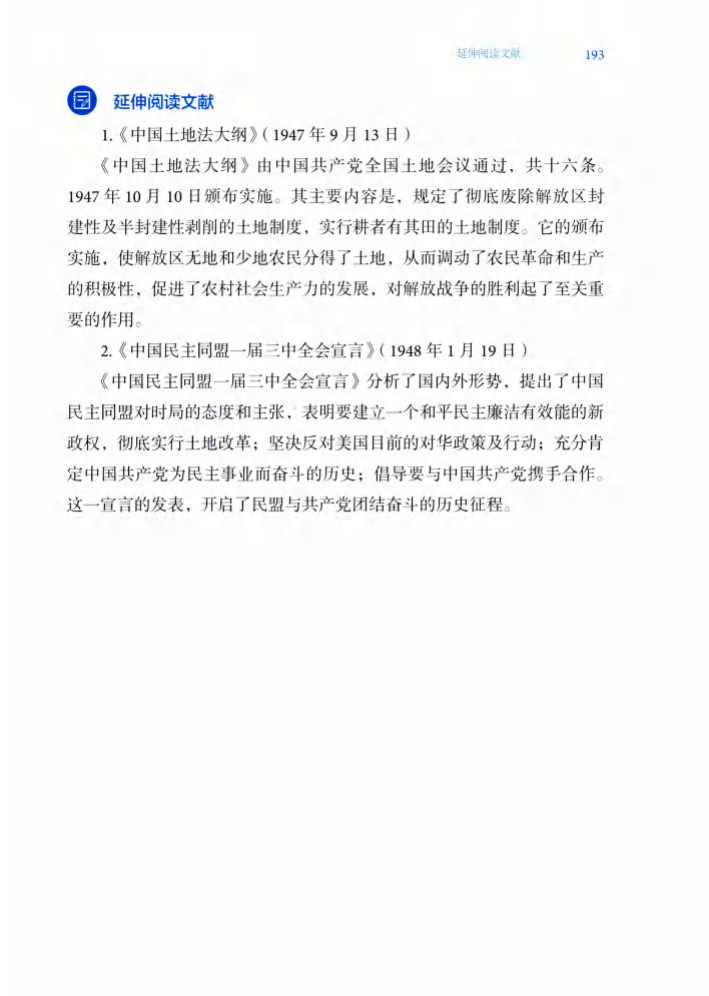 延伸阅读文献 193
延伸阅读文献
1.《中国土地法大纲》（1947 年 9 月 13 日）
《中国土地法大纲》由中国共产党全国土地会议通过，共十六条。
1947 年 10 月 10 日颁布实施。其主要内容是，规定了彻底废除解放区封
建性及半封建性剥削的土地制度，实行耕者有其田的土地制度。它的颁布
实施，使解放区无地和少地农民分得了土地，从而调动了农民革命和生产
的积极性，促进了农村社会生产力的发展，对解放战争的胜利起了至关重
要的作用。
2.《中国民主同盟一届三中全会宣言》（1948 年 1 月 19 日）
《中国民主同盟一届三中全会宣言》分析了国内外形势，提出了中国
民主同盟对时局的态度和主张，表明要建立一个和平民主廉洁有效能的新
政权，彻底实行土地改革；坚决反对美国目前的对华政策及行动；充分肯
定中国共产党为民主事业而奋斗的历史；倡导要与中国共产党携手合作。
这一宣言的发表，开启了民盟与共产党团结奋斗的历史征程。